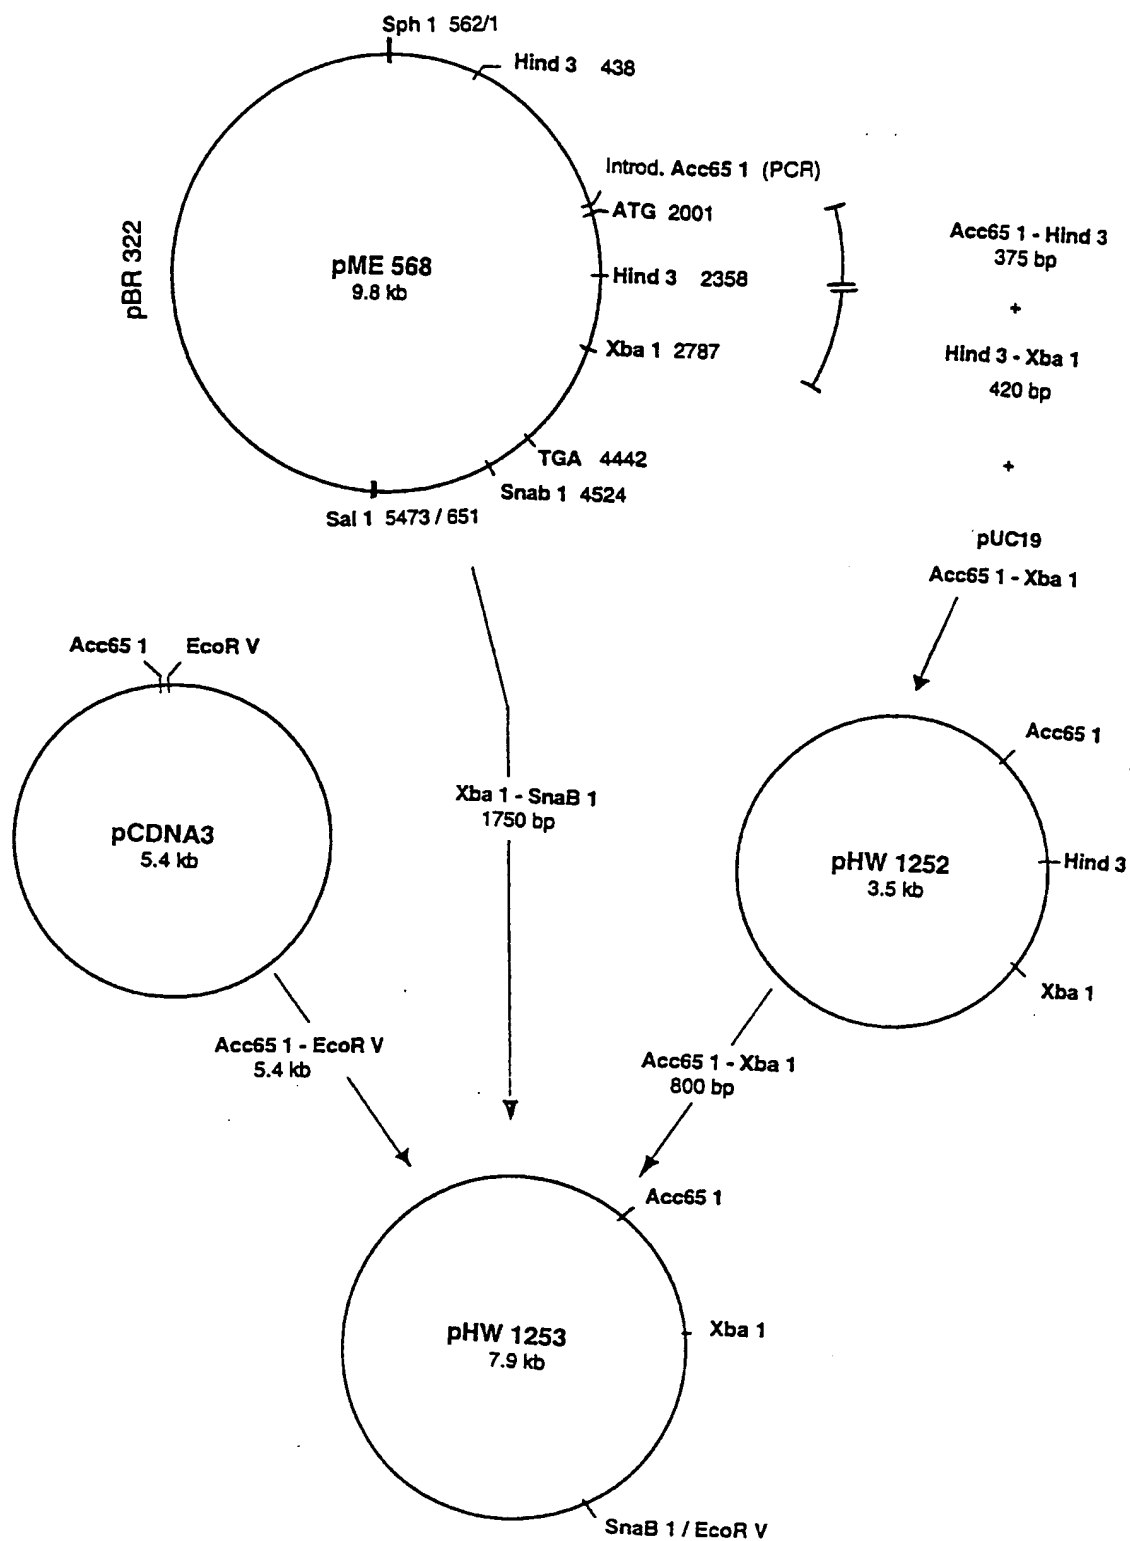 Sph 1 562/1
Hind 3 438
Introd. Acc65 1 (PCR)
ATG 2001
pBR 322
pME 568
9.8 kb
Hind 3 2358
Xba 1 2787
TGA 4442
Snab 1 4524
Sal 1 5473 / 651
Acc65 1 - Hind 3
375 bp
+
Hind 3 - Xba 1
420 bp
+
pUC19
Acc65 1 - Xba 1
Acc65 1 EcoR V
pCDNA3
5.4 kb
Xba 1 - SnaB 1
1750 bp
Acc65 1
pHW 1252
3.5 kb
Hind 3
Xba 1
Acc65 1 - EcoR V
5.4 kb
Acc65 1 - Xba 1
800 bp
Acc65 1
pHW 1253
7.9 kb
Xba 1
SnaB 1 / EcoR V